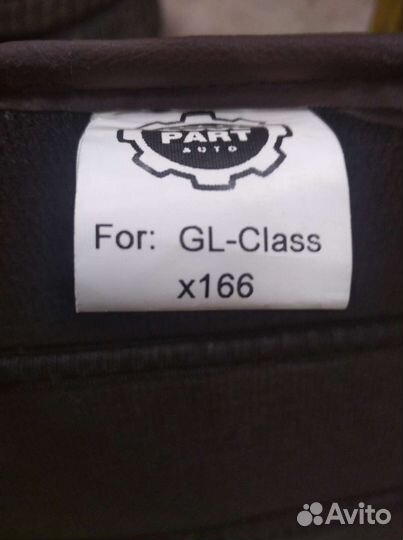 PART
AUTO
For: GL-Class
x166
Avito